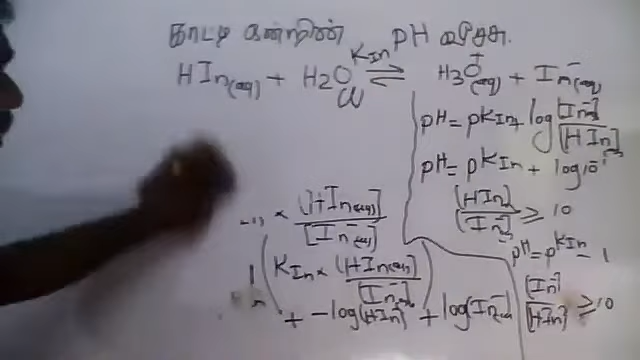 காட்டி ஒன்றின் pH வீச்சு.
HIn(aq) + H2O(l) ⇌ KIn H3O+(aq) + In-(aq)
× [HIn(aq)] / [In-(aq)]
(KIn × [HIn(aq)] / [In-(aq)])
+ -log[HIn] + log[In-]
pH = pKIn + log [In-] / [HIn]
pH = pKIn + log10-1
[HIn] / [In-] ≥ 10
pH = pKIn - 1
[In-] / [HIn] ≥ 10